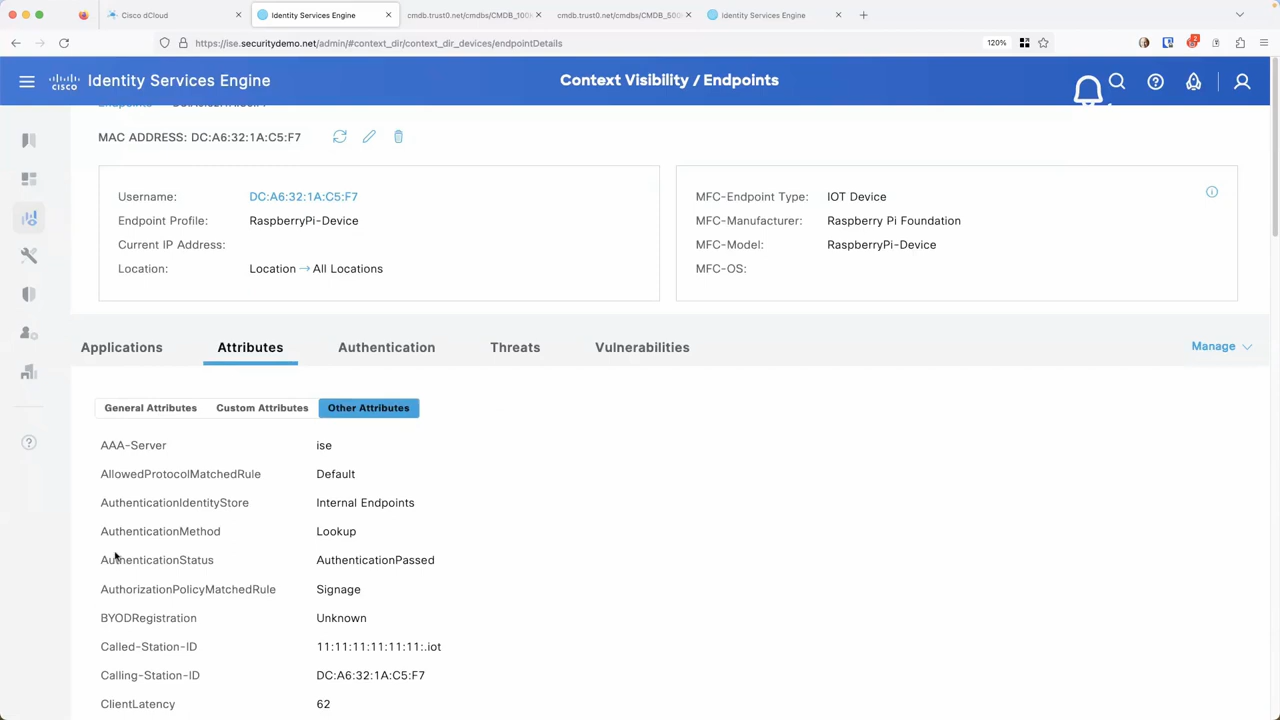 Cisco dCloud
Identity Services Engine
cmdb.trust0.net/cmdbs/CMDB_100
cmdb.trust0.net/cmdbs/CMDB_500
Identity Services Engine
https://ise.securitydemo.net/admin/#context_dir/context_dir_devices/endpointDetails
120%
2
cisco
Identity Services Engine
Context Visibility / Endpoints
MAC ADDRESS: DC:A6:32:1A:C5:F7
Username: DC:A6:32:1A:C5:F7
Endpoint Profile: RaspberryPi-Device
Current IP Address:
Location: Location → All Locations
MFC-Endpoint Type: IOT Device
MFC-Manufacturer: Raspberry Pi Foundation
MFC-Model: RaspberryPi-Device
MFC-OS:
Applications
Attributes
Authentication
Threats
Vulnerabilities
Manage
General Attributes
Custom Attributes
Other Attributes
AAA-Server ise
AllowedProtocolMatchedRule Default
AuthenticationIdentityStore Internal Endpoints
AuthenticationMethod Lookup
AuthenticationStatus AuthenticationPassed
AuthorizationPolicyMatchedRule Signage
BYODRegistration Unknown
Called-Station-ID 11:11:11:11:11:11:.iot
Calling-Station-ID DC:A6:32:1A:C5:F7
ClientLatency 62